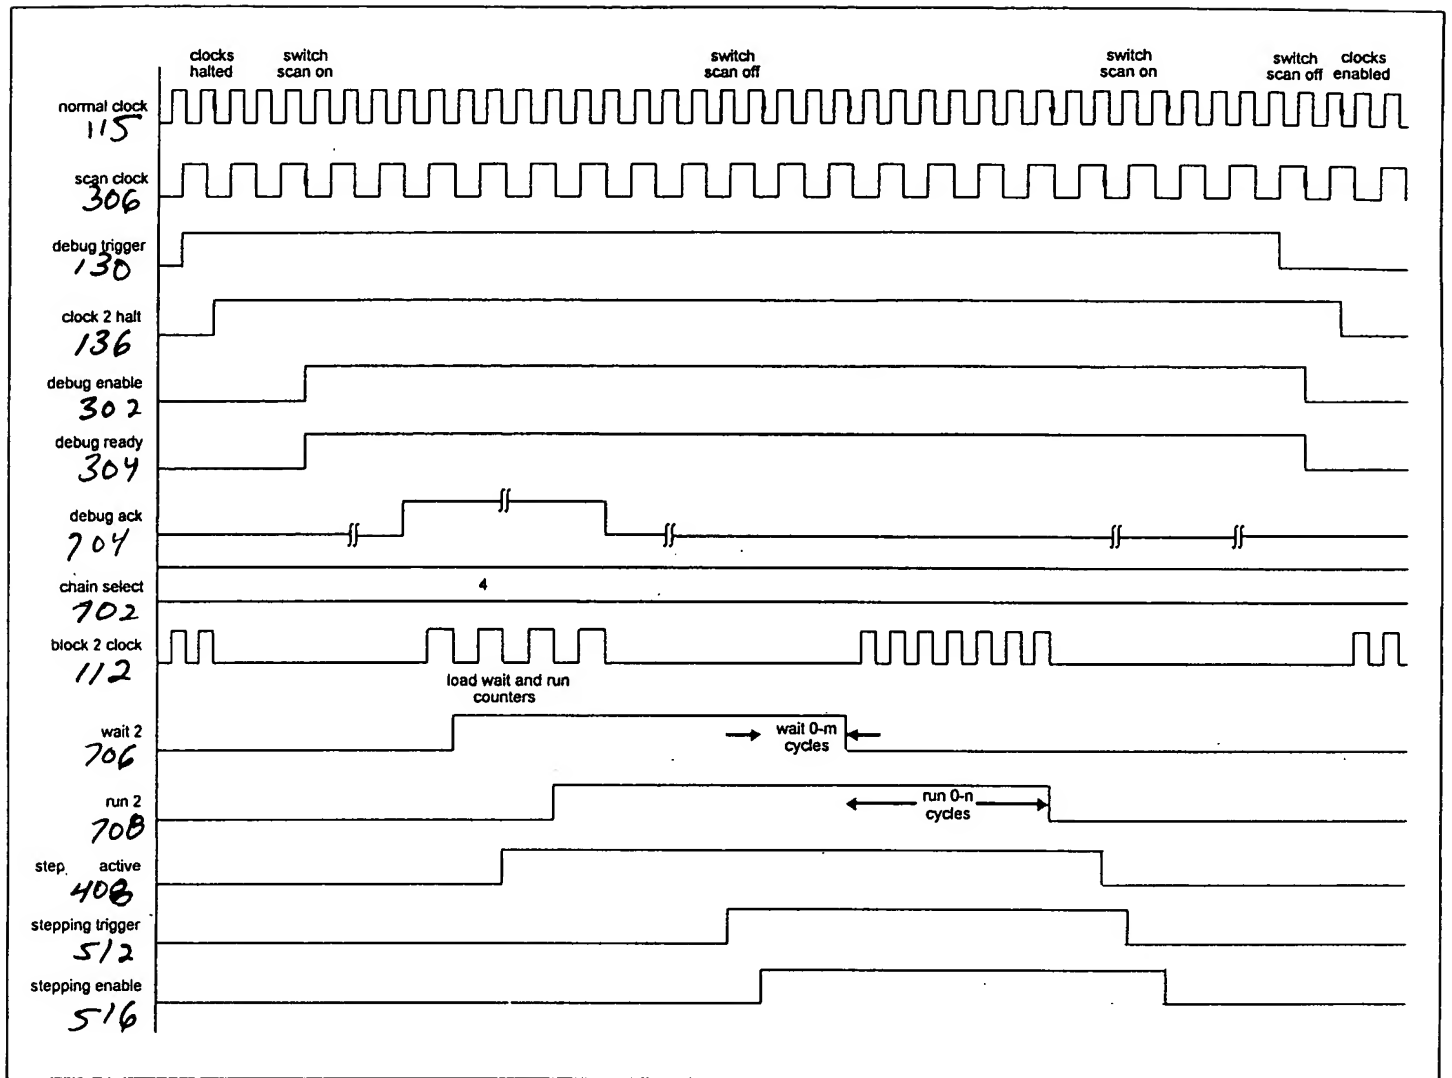 clocks
halted
switch
scan on
switch
scan off
switch
scan on
switch
scan off
clocks
enabled
normal clock
115
scan clock
306
debug trigger
130
clock 2 halt
136
debug enable
302
debug ready
304
debug ack
704
chain select
702
4
block 2 clock
112
load wait and run
counters
wait 2
706
wait 0-m
cycles
run 2
708
run 0-n
cycles
step active
408
stepping trigger
512
stepping enable
516